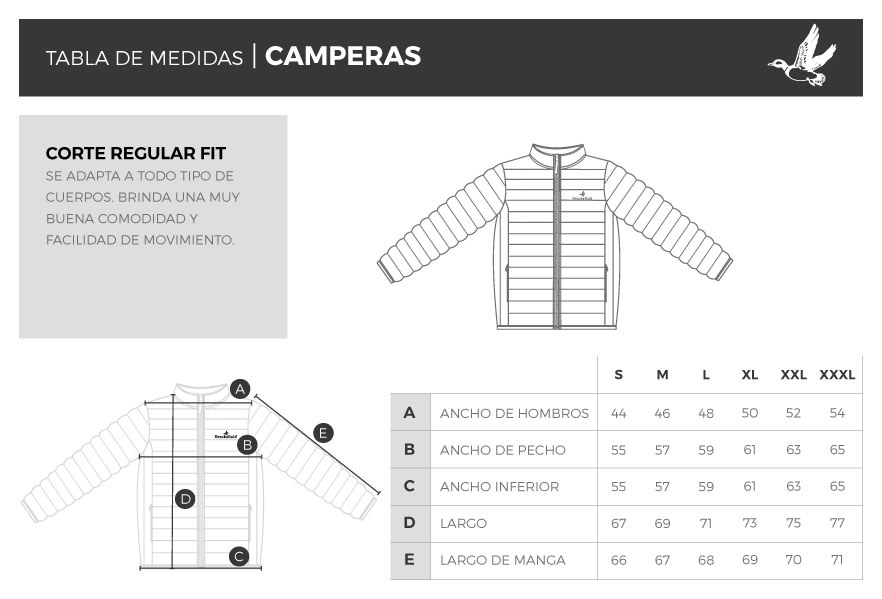 TABLA DE MEDIDAS | CAMPERAS
CORTE REGULAR FIT
SE ADAPTA A TODO TIPO DE
CUERPOS. BRINDA UNA MUY
BUENA COMODIDAD Y
FACILIDAD DE MOVIMIENTO.
Brooksfield
A
Brooksfield
B
C
D
E
S M L XL XXL XXXL
A ANCHO DE HOMBROS 44 46 48 50 52 54
B ANCHO DE PECHO 55 57 59 61 63 65
C ANCHO INFERIOR 55 57 59 61 63 65
D LARGO 67 69 71 73 75 77
E LARGO DE MANGA 66 67 68 69 70 71